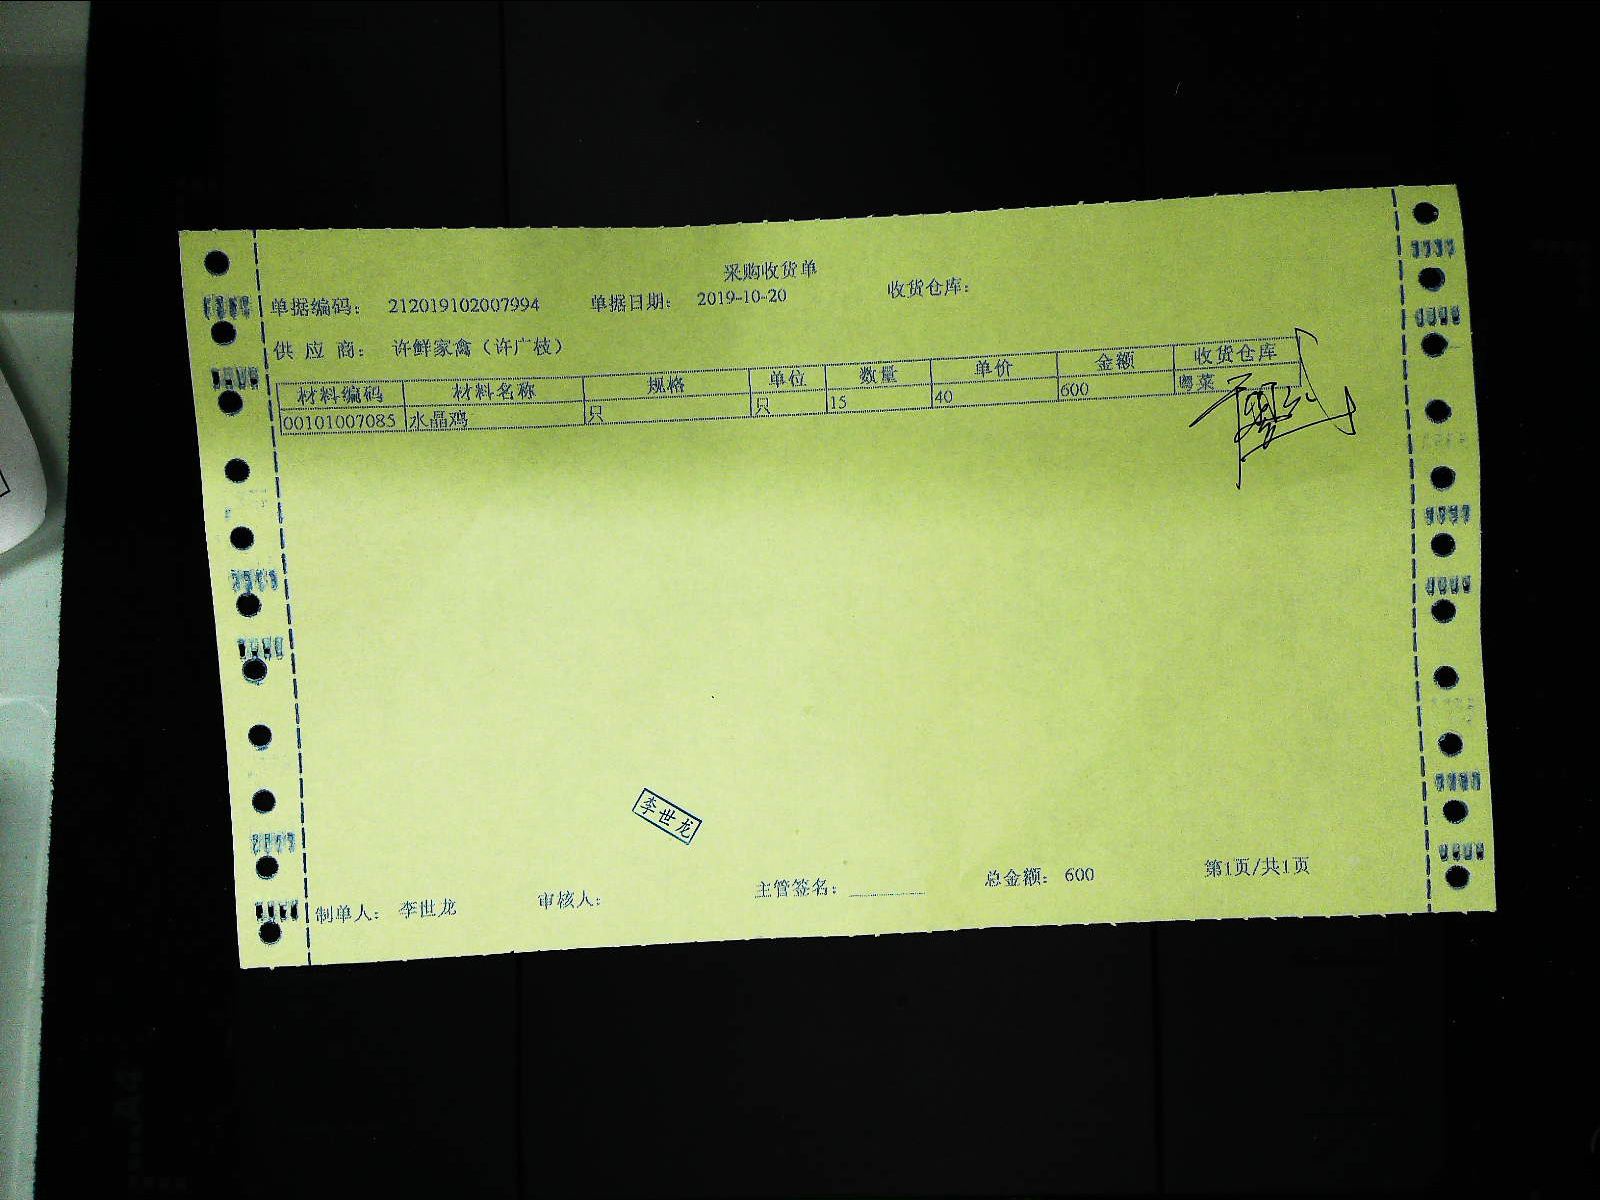 采购收货单
单据编码: 212019102007994 单据日期: 2019-10-20 收货仓库:
供 应 商: 许鲜家禽（许广枝）
材料编码 材料名称 规格 单位 数量 单价 金额 收货仓库
00101007085 水晶鸡 只 只 15 40 600 粤菜
李世龙
制单人: 李世龙 审核人: 主管签名: 总金额: 600 第1页/共1页